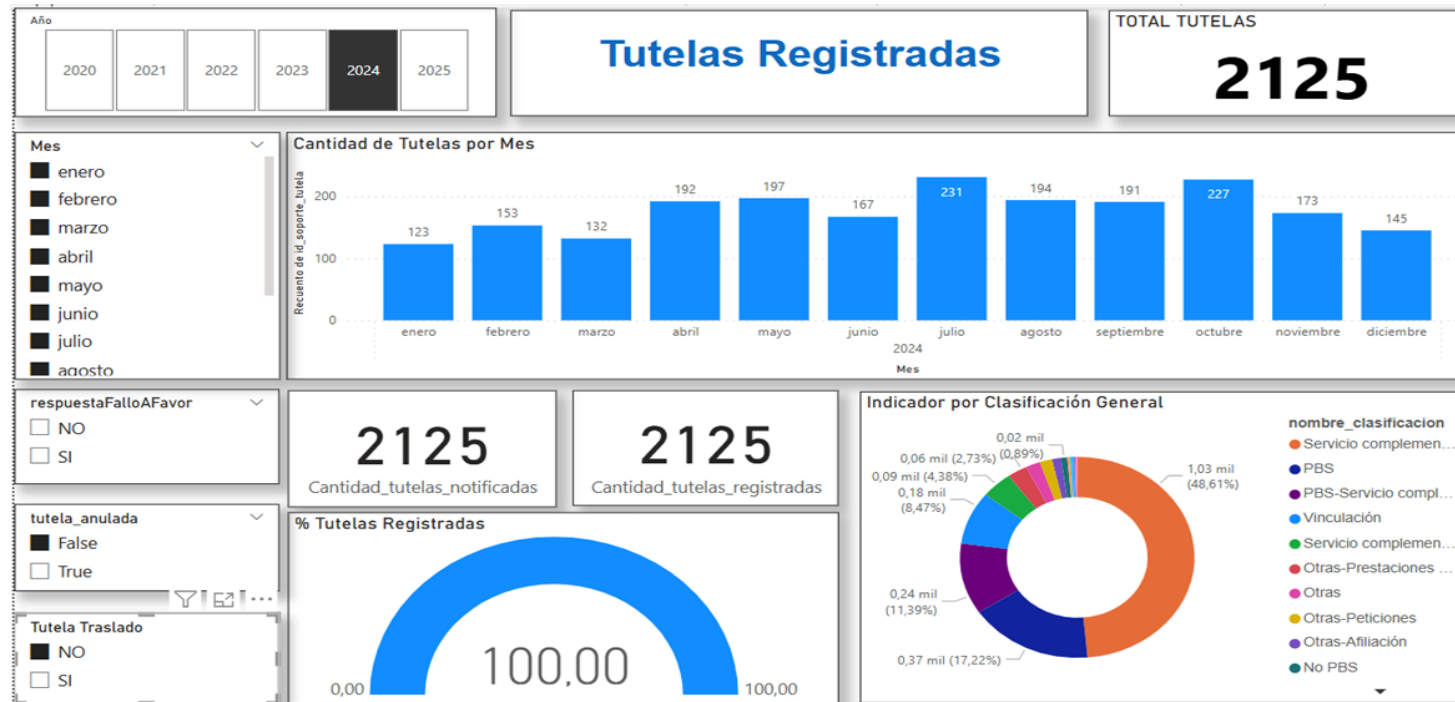 Año
2020 2021 2022 2023 2024 2025
Tutelas Registradas
TOTAL TUTELAS
2125
Mes
enero
febrero
marzo
abril
mayo
junio
julio
agosto
Cantidad de Tutelas por Mes
Recuento de id_soporte_tutela
200
100
0
123 153 132 192 197 167 231 194 191 227 173 145
enero febrero marzo abril mayo junio julio agosto septiembre octubre noviembre diciembre
2024
Mes
respuestaFalloAFavor
NO
SI
tutela_anulada
False
True
Tutela Traslado
NO
SI
2125
Cantidad_tutelas_notificadas
2125
Cantidad_tutelas_registradas
% Tutelas Registradas
100,00
0,00 100,00
Indicador por Clasificación General
0,02 mil
(0,89%)
0,06 mil (2,73%)
0,09 mil (4,38%)
0,18 mil
(8,47%)
0,24 mil
(11,39%)
0,37 mil (17,22%)
1,03 mil
(48,61%)
nombre_clasificacion
Servicio complemen...
PBS
PBS-Servicio compl...
Vinculación
Servicio complemen...
Otras-Prestaciones ...
Otras
Otras-Peticiones
Otras-Afiliación
No PBS